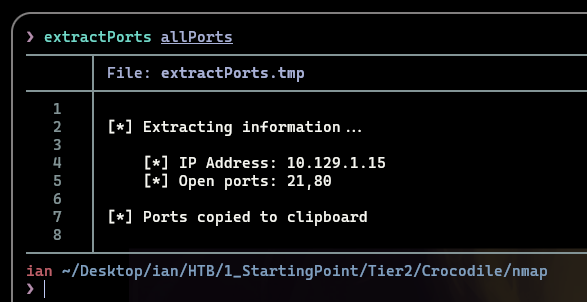 ❯ extractPorts allPorts
File: extractPorts.tmp
1
2 [*] Extracting information...
3
4 [*] IP Address: 10.129.1.15
5 [*] Open ports: 21,80
6
7 [*] Ports copied to clipboard
8
ian ~/Desktop/ian/HTB/1_StartingPoint/Tier2/Crocodile/nmap
❯